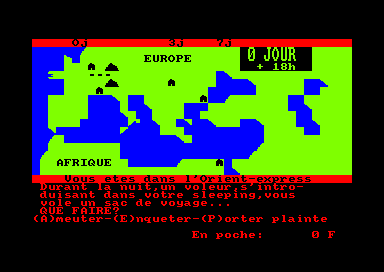 0j 3j 7j
EUROPE
0 JOUR
+ 18h
AFRIQUE
Vous etes dans l'Orient-express
Durant la nuit,un voleur,s'intro-
duisant dans votre sleeping,vous
vole un sac de voyage...
QUE FAIRE?
(A)meuter-(E)nqueter-(P)orter plainte
En poche: 0 F